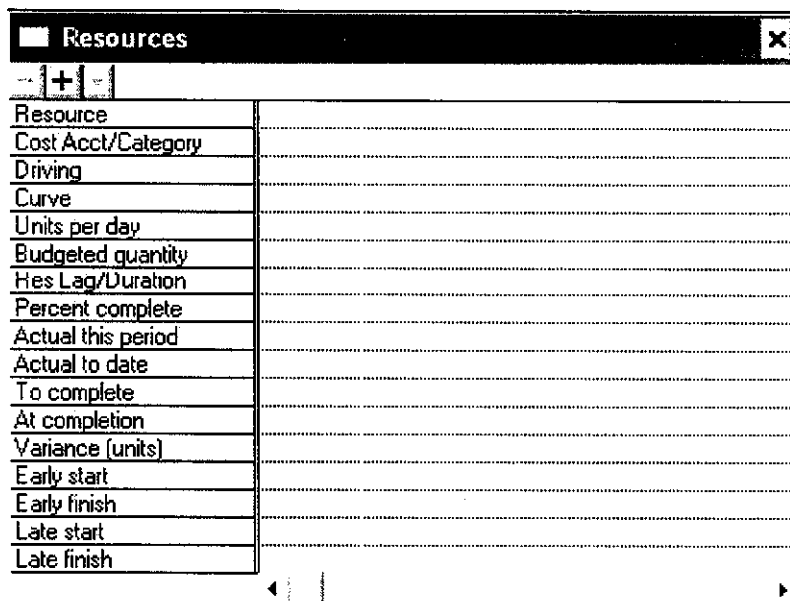 Resources
Resource
Cost Acct/Category
Driving
Curve
Units per day
Budgeted quantity
Res Lag/Duration
Percent complete
Actual this period
Actual to date
To complete
At completion
Variance (units)
Early start
Early finish
Late start
Late finish